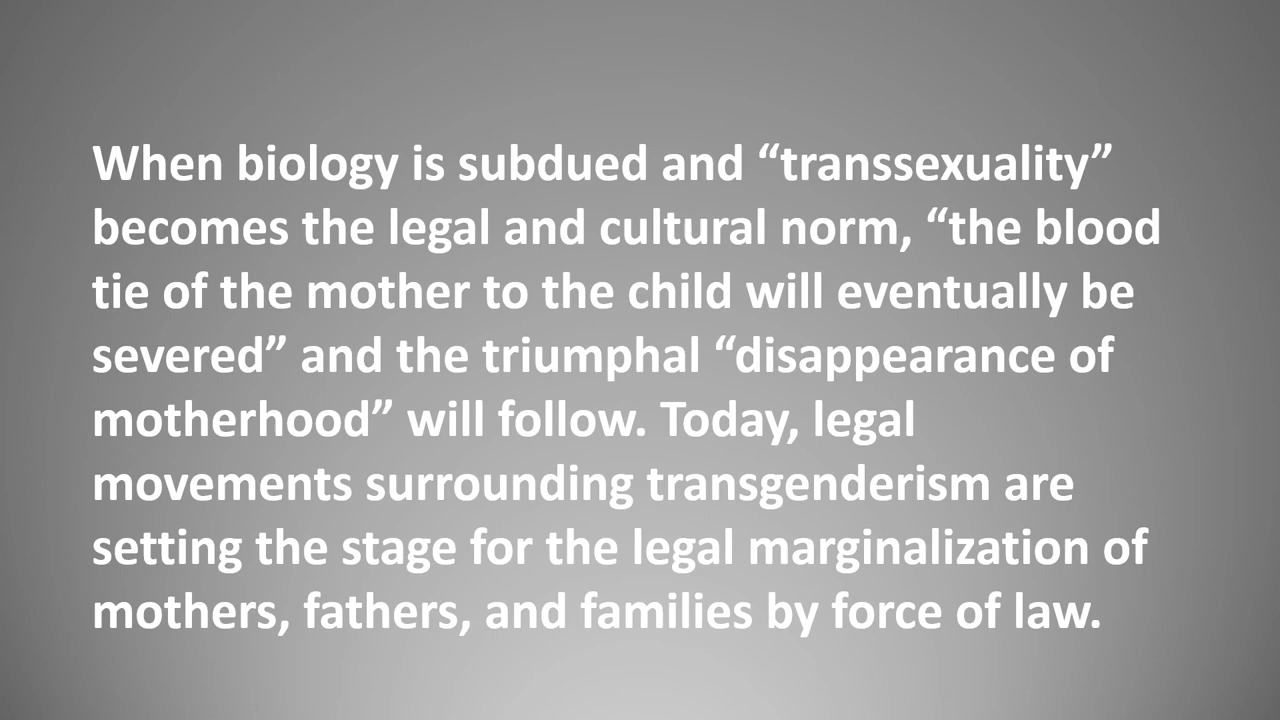 When biology is subdued and “transsexuality”
becomes the legal and cultural norm, “the blood
tie of the mother to the child will eventually be
severed” and the triumphal “disappearance of
motherhood” will follow. Today, legal
movements surrounding transgenderism are
setting the stage for the legal marginalization of
mothers, fathers, and families by force of law.